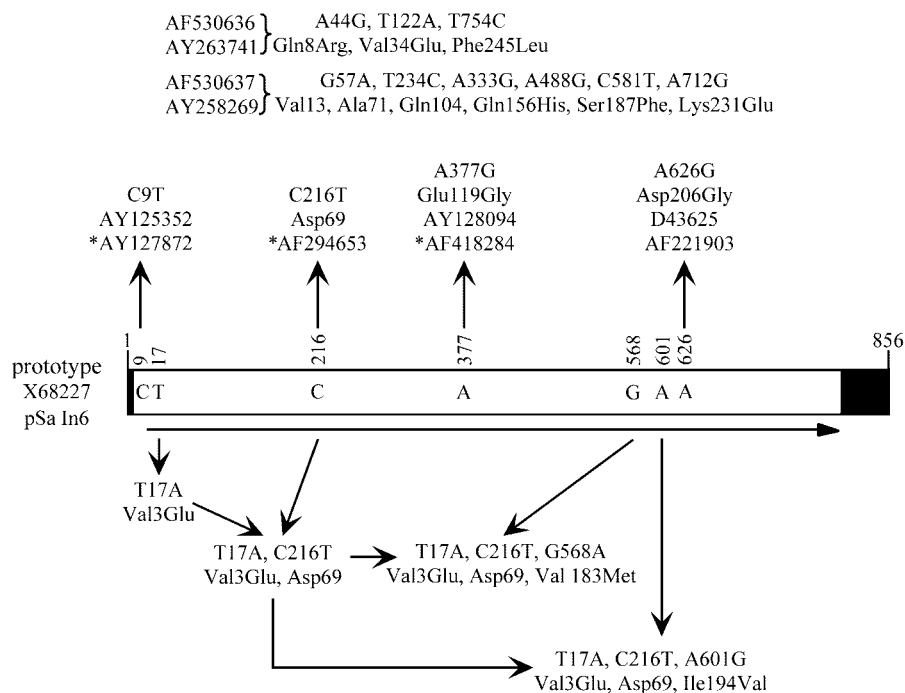 AF530636
AY263741
A44G, T122A, T754C
Gln8Arg, Val34Glu, Phe245Leu
AF530637
AY258269
G57A, T234C, A333G, A488G, C581T, A712G
Val13, Ala71, Gln104, Gln156His, Ser187Phe, Lys231Glu
C9T
AY125352
*AY127872
C216T
Asp69
*AF294653
A377G
Glu119Gly
AY128094
*AF418284
A626G
Asp206Gly
D43625
AF221903
1
9
17
216
377
568
601
626
856
prototype
X68227
pSa In6
C T C A G A A
T17A
Val3Glu
T17A, C216T
Val3Glu, Asp69
T17A, C216T, G568A
Val3Glu, Asp69, Val 183Met
T17A, C216T, A601G
Val3Glu, Asp69, Ile194Val